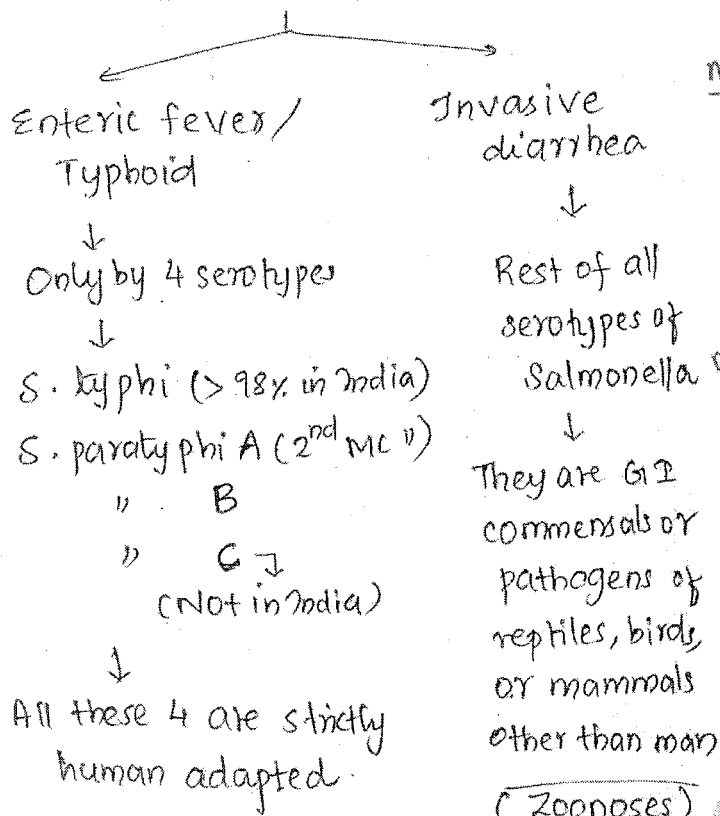 Enteric fever/
Typhoid
↓
Only by 4 serotypes
↓
S. typhi (> 98% in India)
S. paratyphi A (2nd MC ")
" B
" C ↴
(Not in India)
↓
All these 4 are strictly
human adapted.
Invasive
diarrhea
↓
Rest of all
serotypes of
Salmonella
↓
They are GI
commensals or
pathogens of
reptiles, birds,
or mammals
other than man
(Zoonoses)